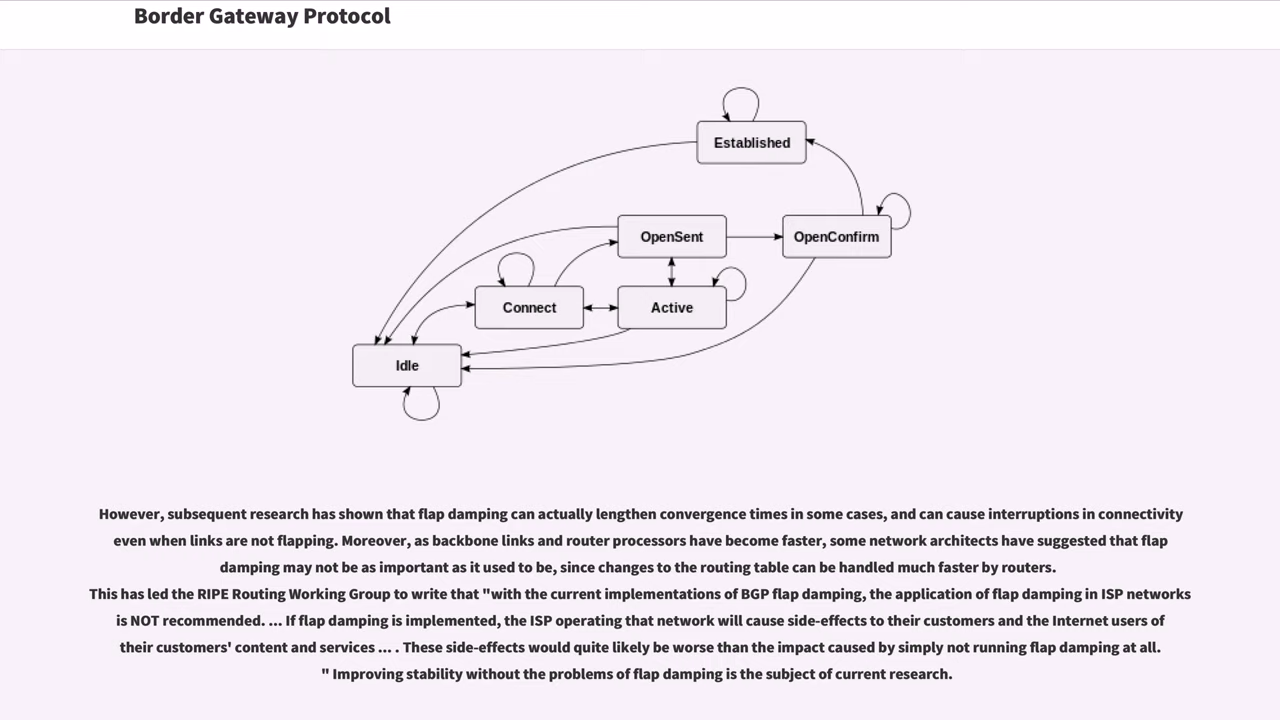 Border Gateway Protocol
Established
OpenSent
OpenConfirm
Connect
Active
Idle
However, subsequent research has shown that flap damping can actually lengthen convergence times in some cases, and can cause interruptions in connectivity
even when links are not flapping. Moreover, as backbone links and router processors have become faster, some network architects have suggested that flap
damping may not be as important as it used to be, since changes to the routing table can be handled much faster by routers.
This has led the RIPE Routing Working Group to write that "with the current implementations of BGP flap damping, the application of flap damping in ISP networks
is NOT recommended. ... If flap damping is implemented, the ISP operating that network will cause side-effects to their customers and the Internet users of
their customers' content and services ... . These side-effects would quite likely be worse than the impact caused by simply not running flap damping at all.
" Improving stability without the problems of flap damping is the subject of current research.